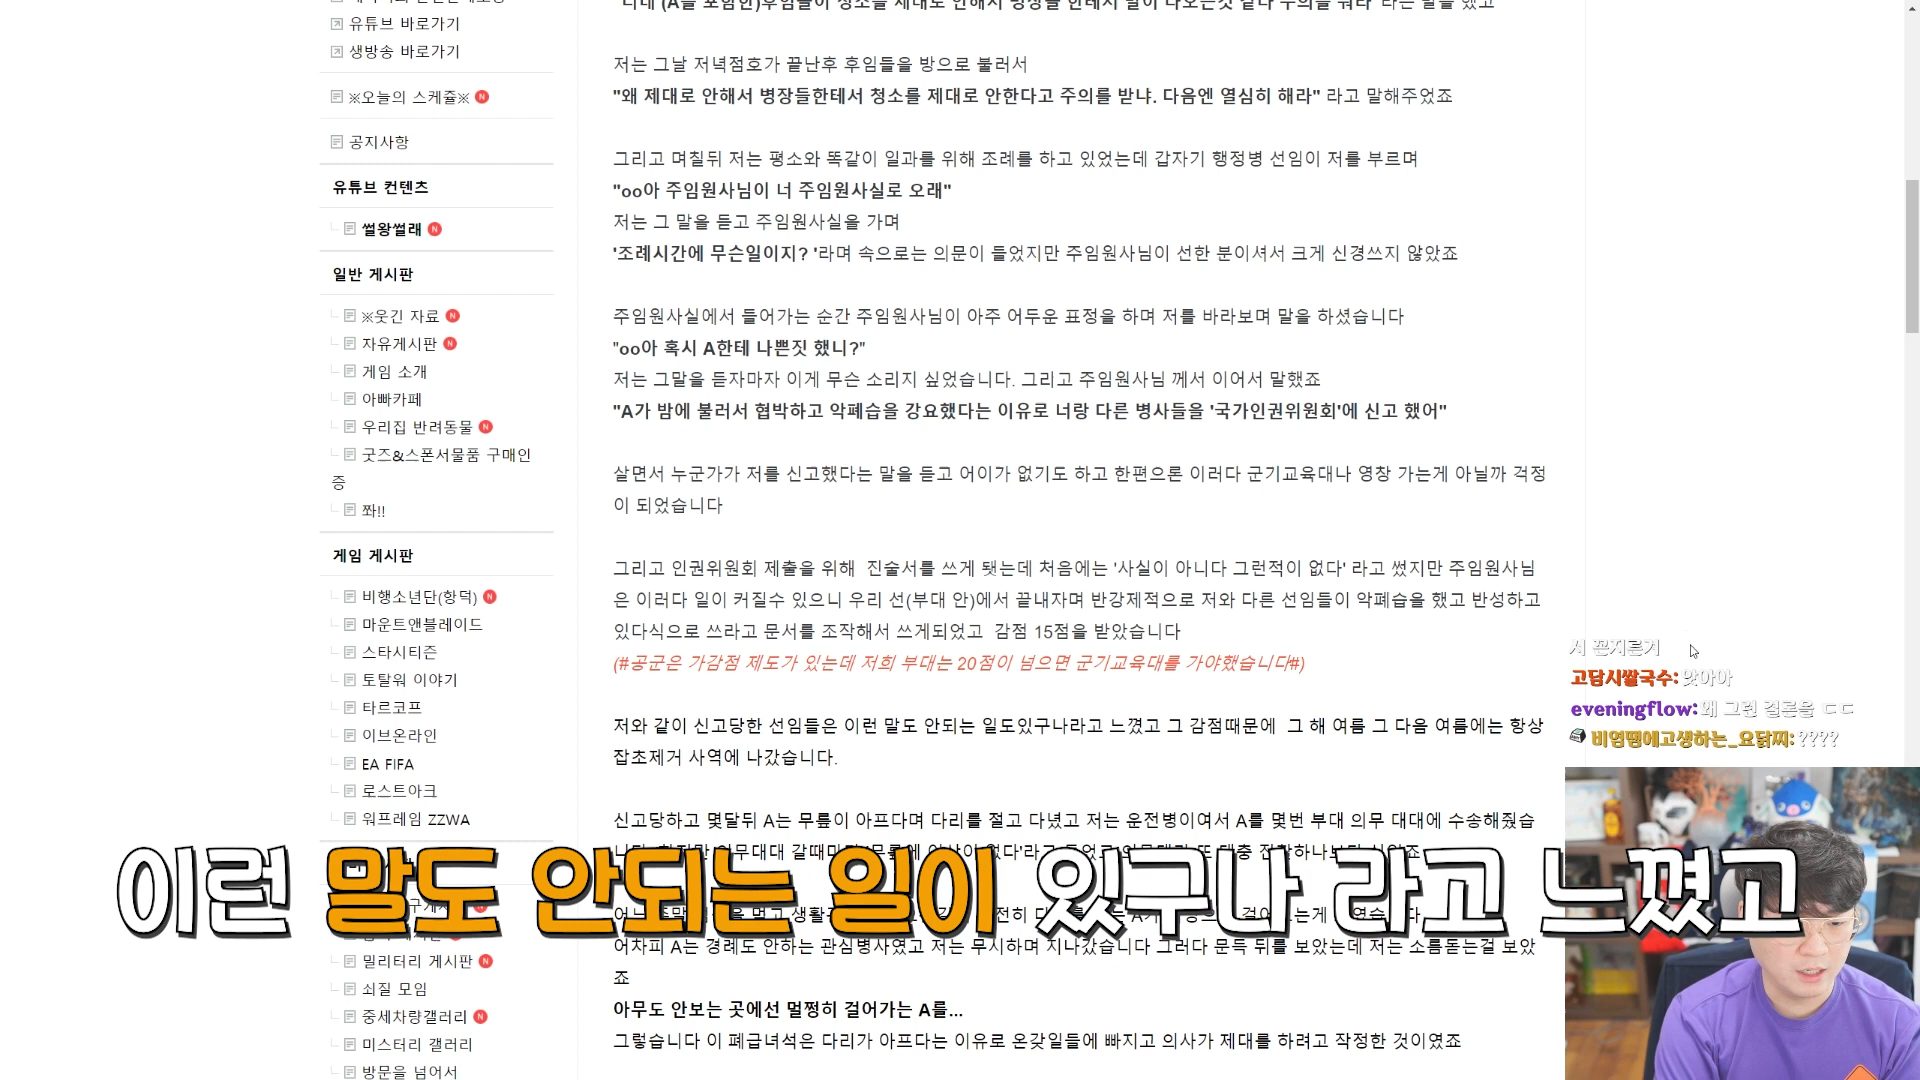 유튜브 바로가기
생방송 바로가기
※오늘의 스케쥴※
공지사항
유튜브 컨텐츠
썰왕썰래
일반 게시판
※웃긴 자료
자유게시판
게임 소개
아빠카페
우리집 반려동물
굿즈&스폰서물품 구매인
증
쫘!!
게임 게시판
비행소년단(항덕)
마운트앤블레이드
스타시티즌
토탈워 이야기
타르코프
이브온라인
EA FIFA
로스트아크
워프레임 ZZWA
밀리터리 게시판
쇠질 모임
중세차량갤러리
미스터리 갤러리
방문을 넘어서
저는 그날 저녁점호가 끝난후 후임들을 방으로 불러서
"왜 제대로 안해서 병장들한테서 청소를 제대로 안한다고 주의를 받냐. 다음엔 열심히 해라" 라고 말해주었죠
그리고 며칠뒤 저는 평소와 똑같이 일과를 위해 조례를 하고 있었는데 갑자기 행정병 선임이 저를 부르며
"oo아 주임원사님이 너 주임원사실로 오래"
저는 그 말을 듣고 주임원사실을 가며
'조례시간에 무슨일이지? '라며 속으로는 의문이 들었지만 주임원사님이 선한 분이셔서 크게 신경쓰지 않았죠
주임원사실에서 들어가는 순간 주임원사님이 아주 어두운 표정을 하며 저를 바라보며 말을 하셨습니다
"oo아 혹시 A한테 나쁜짓 했니?"
저는 그말을 듣자마자 이게 무슨 소리지 싶었습니다. 그리고 주임원사님 께서 이어서 말했죠
"A가 밤에 불러서 협박하고 악폐습을 강요했다는 이유로 너랑 다른 병사들을 '국가인권위원회'에 신고 했어"
살면서 누군가가 저를 신고했다는 말을 듣고 어이가 없기도 하고 한편으론 이러다 군기교육대나 영창 가는게 아닐까 걱정
이 되었습니다
그리고 인권위원회 제출을 위해 진술서를 쓰게 됏는데 처음에는 '사실이 아니다 그런적이 없다' 라고 썼지만 주임원사님
은 이러다 일이 커질수 있으니 우리 선(부대 안)에서 끝내자며 반강제적으로 저와 다른 선임들이 악폐습을 했고 반성하고
있다식으로 쓰라고 문서를 조작해서 쓰게되었고 감점 15점을 받았습니다
(#공군은 가감점 제도가 있는데 저희 부대는 20점이 넘으면 군기교육대를 가야했습니다#)
저와 같이 신고당한 선임들은 이런 말도 안되는 일도있구나라고 느꼈고 그 감점때문에 그 해 여름 그 다음 여름에는 항상
잡초제거 사역에 나갔습니다.
신고당하고 몇달뒤 A는 무릎이 아프다며 다리를 절고 다녔고 저는 운전병이여서 A를 몇번 부대 의무 대대에 수송해줬습
어차피 A는 경례도 안하는 관심병사였고 저는 무시하며 지나갔습니다 그러다 문득 뒤를 보았는데 저는 소름돋는걸 보았
죠
아무도 안보는 곳에선 멀쩡히 걸어가는 A를...
그렇습니다 이 폐급녀석은 다리가 아프다는 이유로 온갖일들에 빠지고 의사가 제대를 하려고 작정한 것이였죠
고담시쌀국수: 앗아아
eveningflow: 왜 그런 결론을 ㄷㄷ
비염땜에고생하는_요닭찌: ????
이런 말도 안되는 일이 있구나 라고 느꼈고